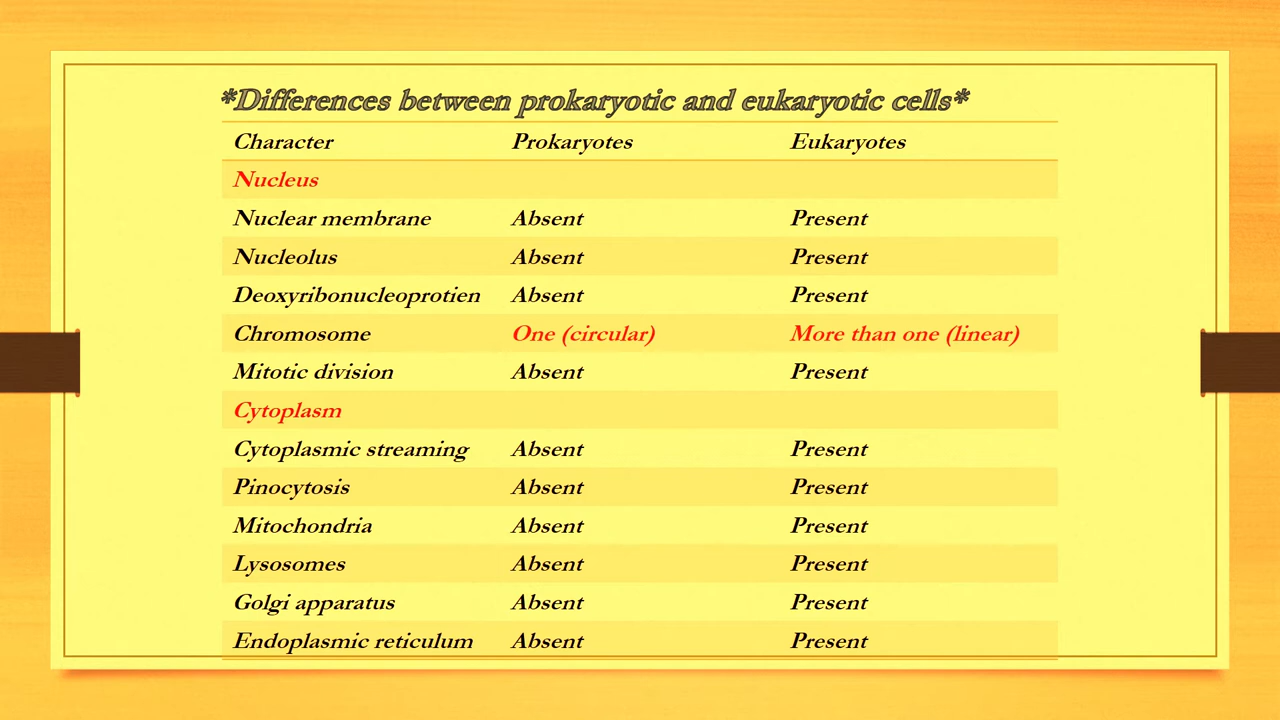 *Differences between prokaryotic and eukaryotic cells*
Character Prokaryotes Eukaryotes
Nucleus
Nuclear membrane Absent Present
Nucleolus Absent Present
Deoxyribonucleoprotien Absent Present
Chromosome One (circular) More than one (linear)
Mitotic division Absent Present
Cytoplasm
Cytoplasmic streaming Absent Present
Pinocytosis Absent Present
Mitochondria Absent Present
Lysosomes Absent Present
Golgi apparatus Absent Present
Endoplasmic reticulum Absent Present